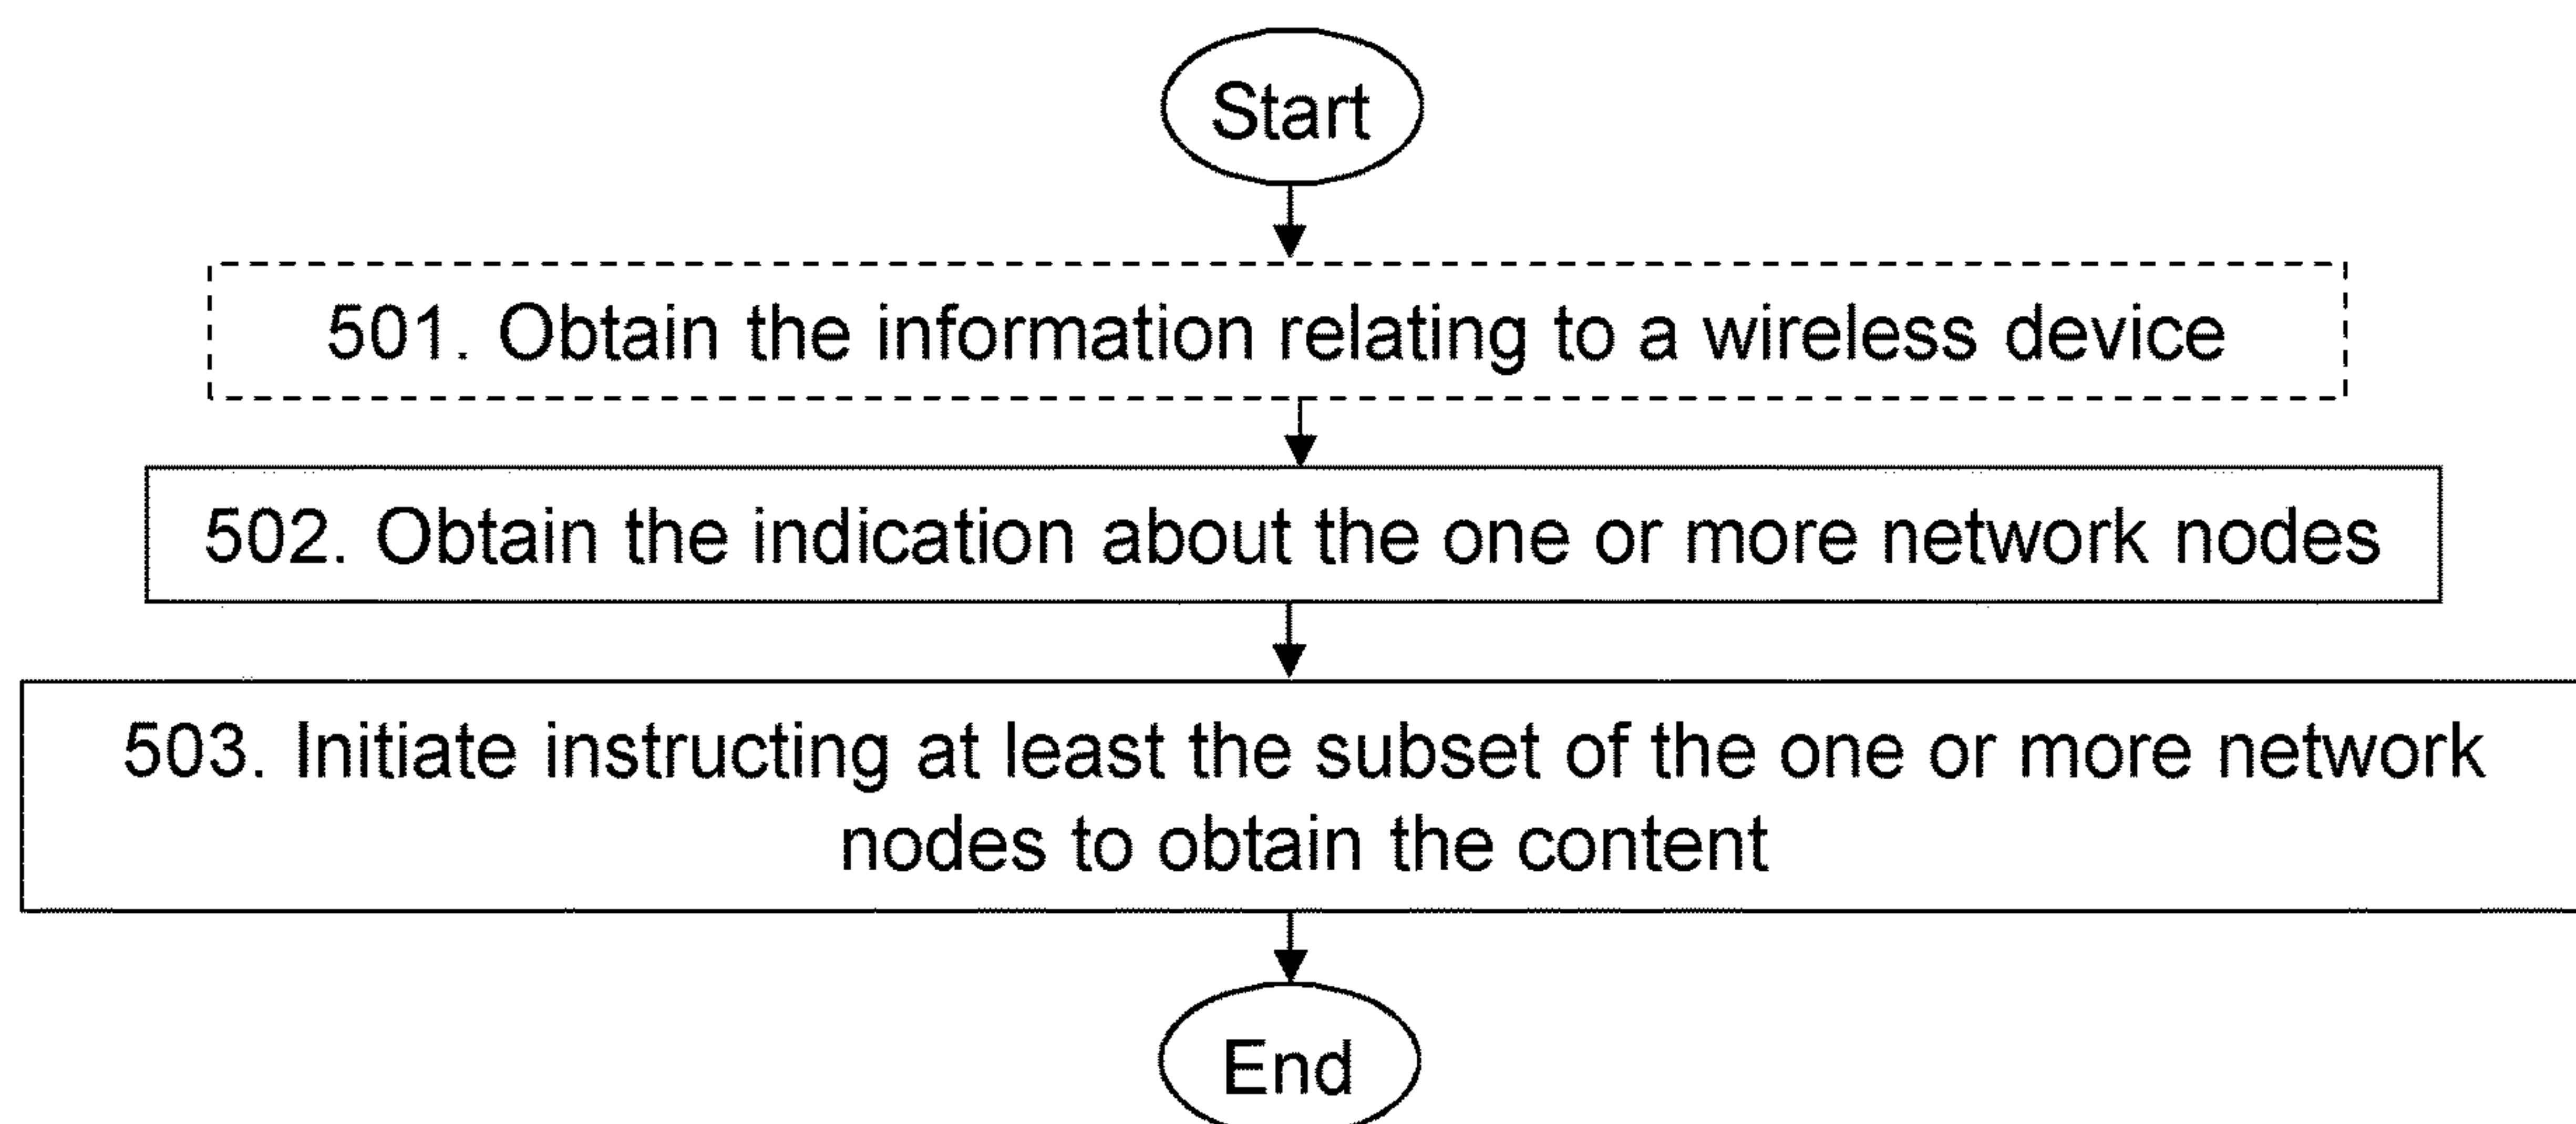 Start
501. Obtain the information relating to a wireless device
502. Obtain the indication about the one or more network nodes
503. Initiate instructing at least the subset of the one or more network
nodes to obtain the content
End